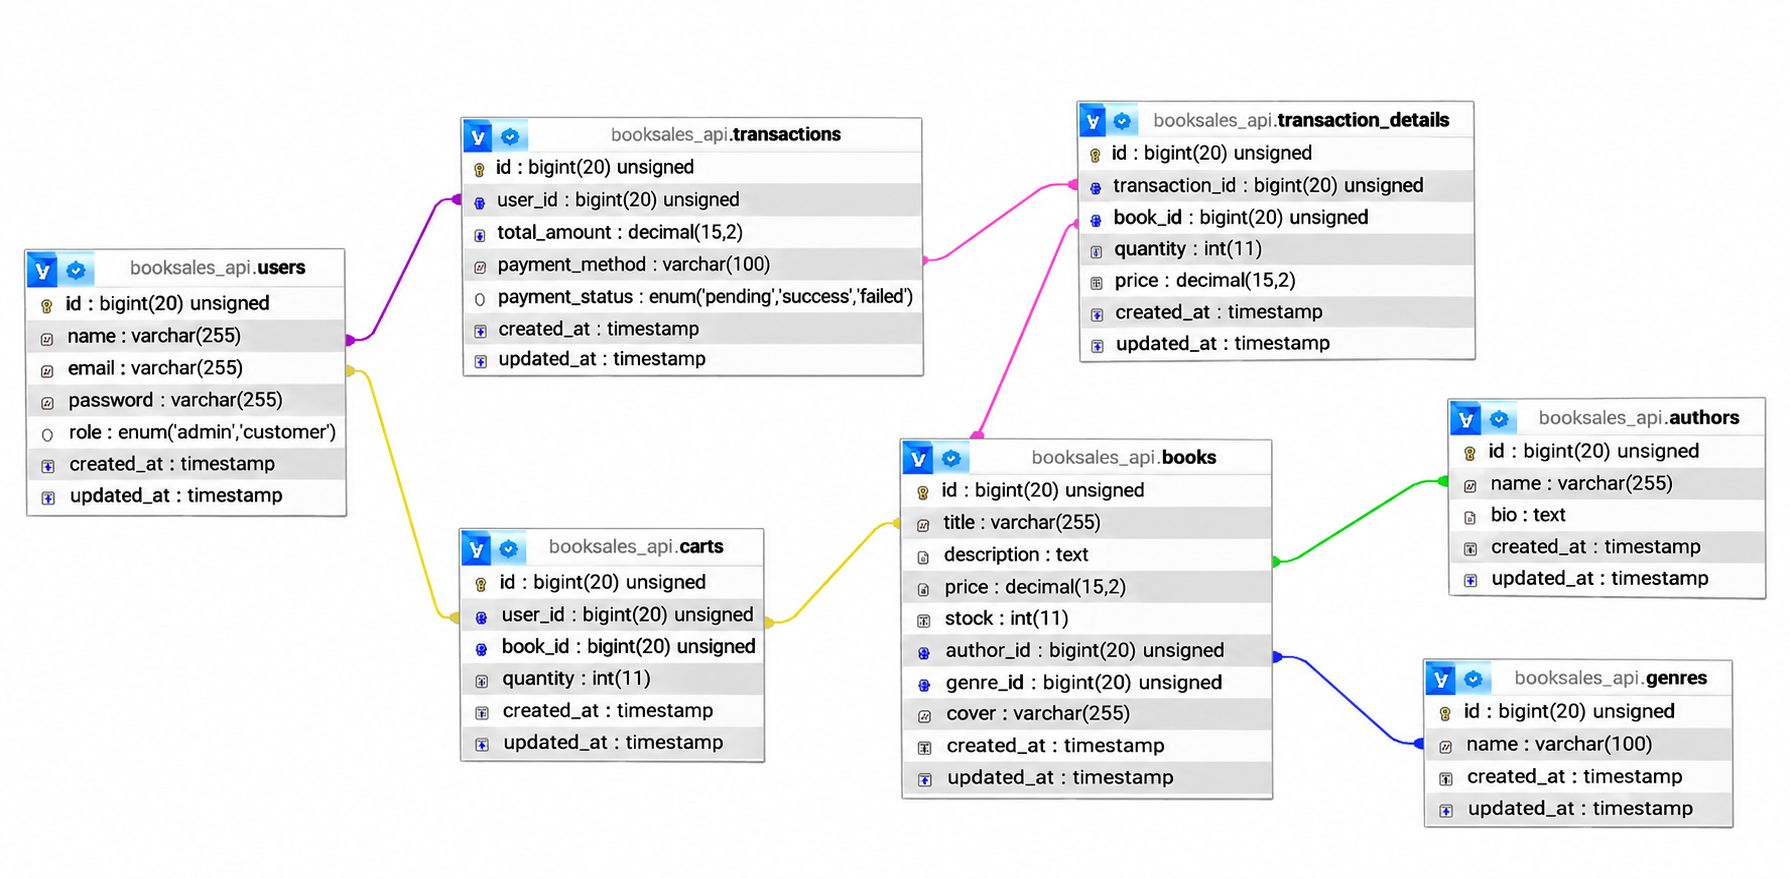 booksales_api.users
id : bigint(20) unsigned
name : varchar(255)
email : varchar(255)
password : varchar(255)
role : enum('admin','customer')
created_at : timestamp
updated_at : timestamp
booksales_api.transactions
id : bigint(20) unsigned
user_id : bigint(20) unsigned
total_amount : decimal(15,2)
payment_method : varchar(100)
payment_status : enum('pending','success','failed')
created_at : timestamp
updated_at : timestamp
booksales_api.carts
id : bigint(20) unsigned
user_id : bigint(20) unsigned
book_id : bigint(20) unsigned
quantity : int(11)
created_at : timestamp
updated_at : timestamp
booksales_api.transaction_details
id : bigint(20) unsigned
transaction_id : bigint(20) unsigned
book_id : bigint(20) unsigned
quantity : int(11)
price : decimal(15,2)
created_at : timestamp
updated_at : timestamp
booksales_api.books
id : bigint(20) unsigned
title : varchar(255)
description : text
price : decimal(15,2)
stock : int(11)
author_id : bigint(20) unsigned
genre_id : bigint(20) unsigned
cover : varchar(255)
created_at : timestamp
updated_at : timestamp
booksales_api.authors
id : bigint(20) unsigned
name : varchar(255)
bio : text
created_at : timestamp
updated_at : timestamp
booksales_api.genres
id : bigint(20) unsigned
name : varchar(100)
created_at : timestamp
updated_at : timestamp